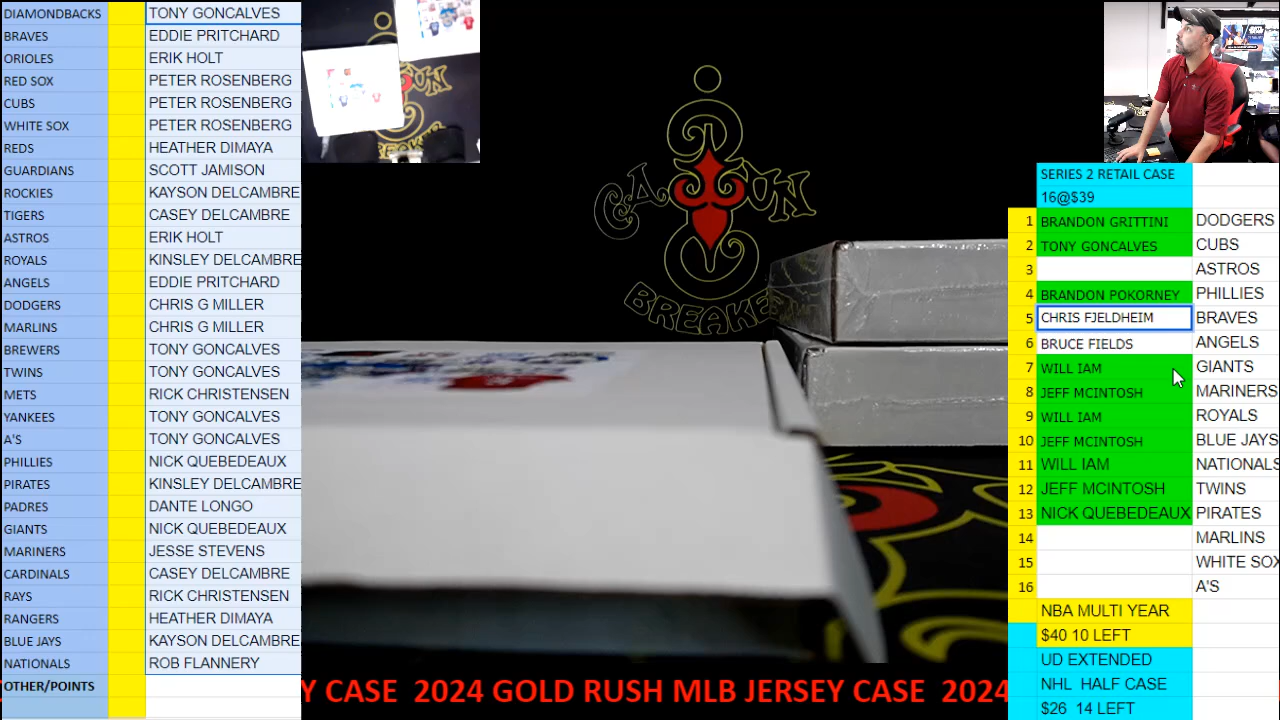 DIAMONDBACKS TONY GONCALVES
BRAVES EDDIE PRITCHARD
ORIOLES ERIK HOLT
RED SOX PETER ROSENBERG
CUBS PETER ROSENBERG
WHITE SOX PETER ROSENBERG
REDS HEATHER DIMAYA
GUARDIANS SCOTT JAMISON
ROCKIES KAYSON DELCAMBRE
TIGERS CASEY DELCAMBRE
ASTROS ERIK HOLT
ROYALS KINSLEY DELCAMBRE
ANGELS EDDIE PRITCHARD
DODGERS CHRIS G MILLER
MARLINS CHRIS G MILLER
BREWERS TONY GONCALVES
TWINS TONY GONCALVES
METS RICK CHRISTENSEN
YANKEES TONY GONCALVES
A'S TONY GONCALVES
PHILLIES NICK QUEBEDEAUX
PIRATES KINSLEY DELCAMBRE
PADRES DANTE LONGO
GIANTS NICK QUEBEDEAUX
MARINERS JESSE STEVENS
CARDINALS CASEY DELCAMBRE
RAYS RICK CHRISTENSEN
RANGERS HEATHER DIMAYA
BLUE JAYS KAYSON DELCAMBRE
NATIONALS ROB FLANNERY
OTHER/POINTS
CAJUN
BREAKERZ
SERIES 2 RETAIL CASE
16@$39
1 BRANDON GRITTINI DODGERS
2 TONY GONCALVES CUBS
3 ASTROS
4 BRANDON POKORNEY PHILLIES
5 CHRIS FJELDHEIM BRAVES
6 BRUCE FIELDS ANGELS
7 WILL IAM GIANTS
8 JEFF MCINTOSH MARINERS
9 WILL IAM ROYALS
10 JEFF MCINTOSH BLUE JAYS
11 WILL IAM NATIONALS
12 JEFF MCINTOSH TWINS
13 NICK QUEBEDEAUX PIRATES
14 MARLINS
15 WHITE SOX
16 A'S
NBA MULTI YEAR
$40 10 LEFT
UD EXTENDED
NHL HALF CASE
$26 14 LEFT
Y CASE 2024 GOLD RUSH MLB JERSEY CASE 2024